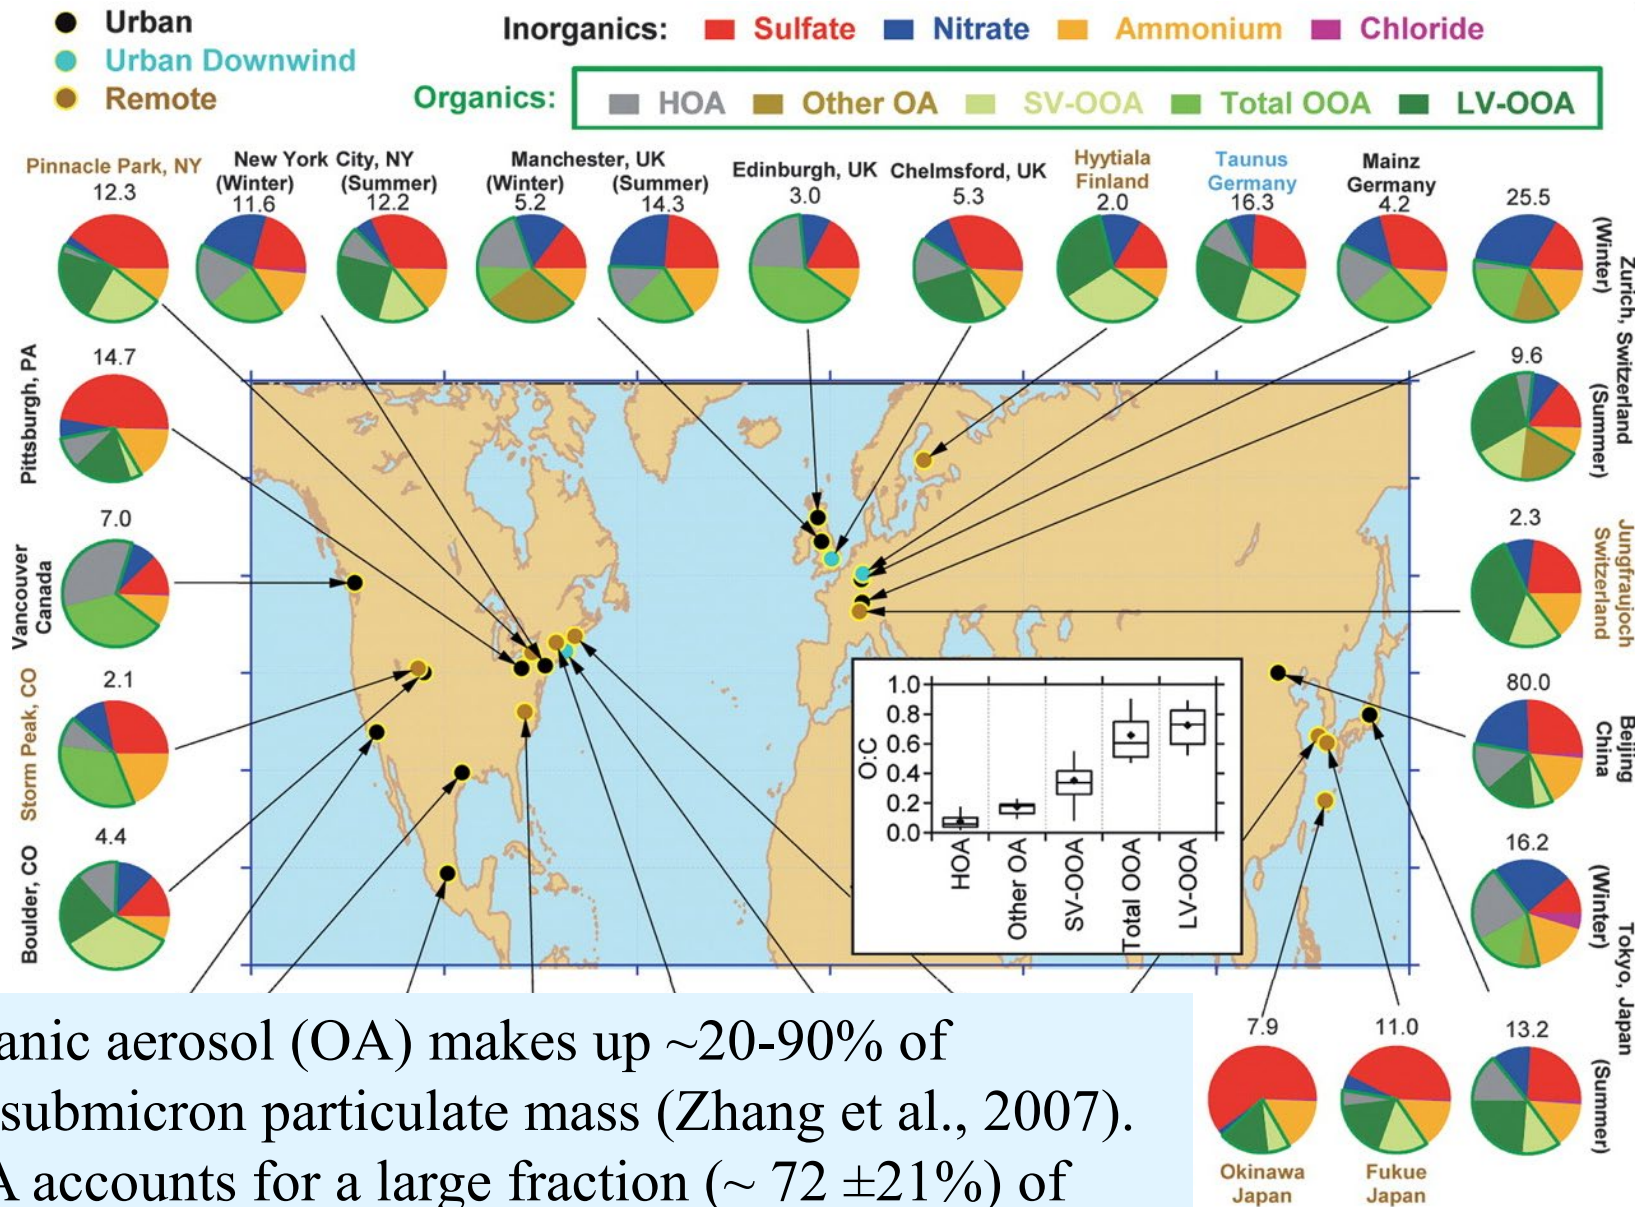 Urban
Urban Downwind
Remote
Inorganics: Sulfate Nitrate Ammonium Chloride
Organics: HOA Other OA SV-OOA Total OOA LV-OOA
Pinnacle Park, NY
12.3
New York City, NY
(Winter) (Summer)
11.6 12.2
Manchester, UK
(Winter) (Summer)
5.2 14.3
Edinburgh, UK
3.0
Chelmsford, UK
5.3
Hyytiala
Finland
2.0
Taunus
Germany
16.3
Mainz
Germany
4.2
25.5
(Winter)
Zurich, Switzerland
9.6
(Summer)
Pittsburgh, PA
14.7
Vancouver
Canada
7.0
Storm Peak, CO
2.1
Boulder, CO
4.4
2.3
Jungfraujoch
Switzerland
80.0
Beijing
China
16.2
(Winter)
Tokyo, Japan
13.2
(Summer)
7.9
Okinawa
Japan
11.0
Fukue
Japan
O:C
1.0
0.8
0.6
0.4
0.2
0.0
HOA
Other OA
SV-OOA
Total OOA
LV-OOA
anic aerosol (OA) makes up ~20-90% of
submicron particulate mass (Zhang et al., 2007).
A accounts for a large fraction (~ 72 ±21%) of